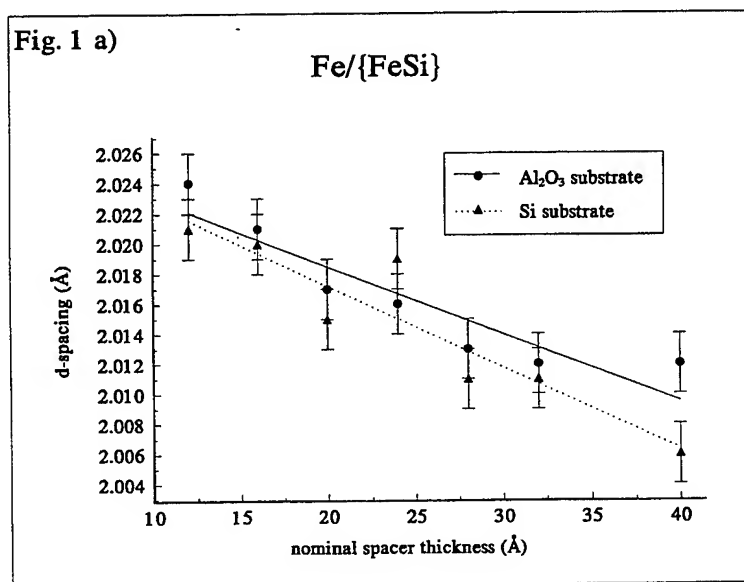 Fig. 1 a)
Fe/{FeSi}
Al₂O₃ substrate
Si substrate
d-spacing (Å)
2.026
2.024
2.022
2.020
2.018
2.016
2.014
2.012
2.010
2.008
2.006
2.004
10 15 20 25 30 35 40
nominal spacer thickness (Å)